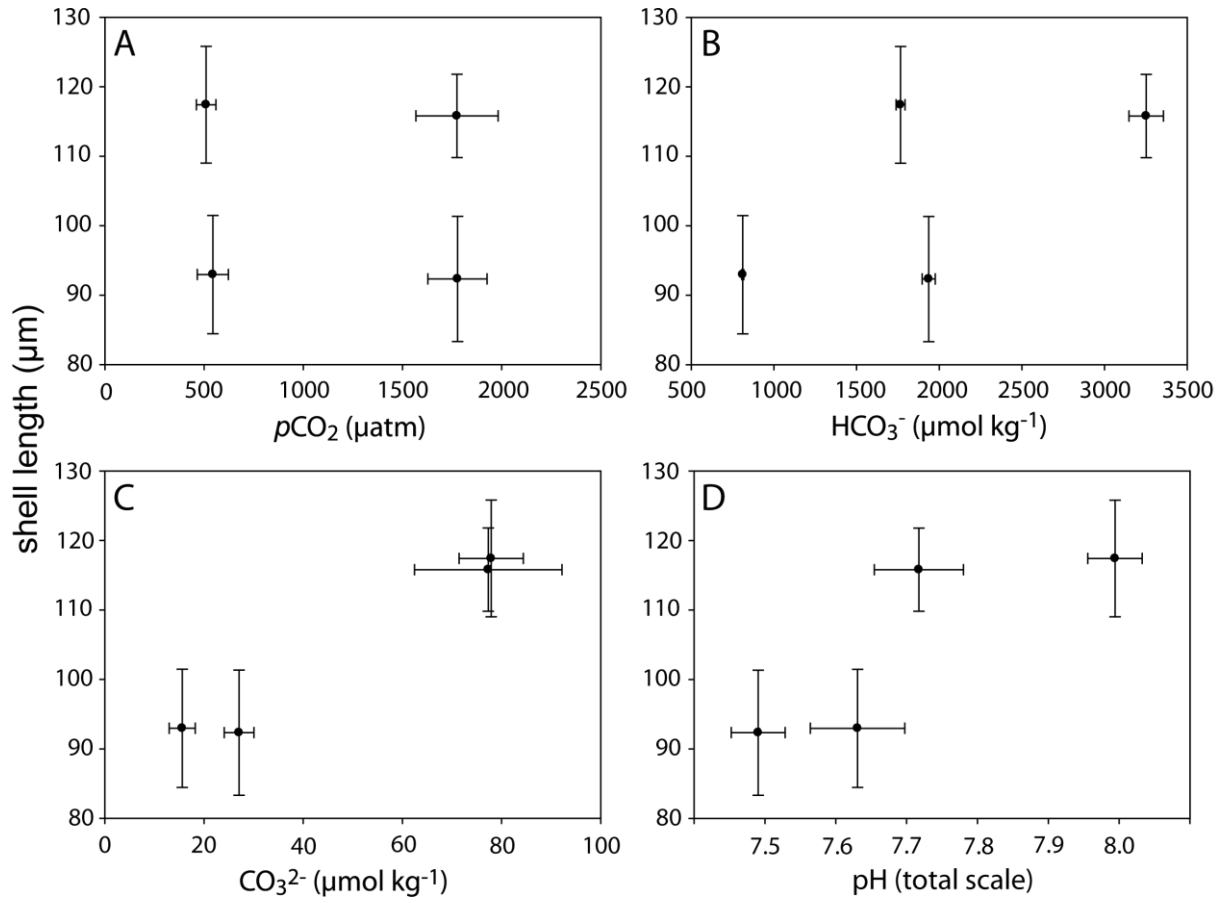 A
130
120
110
100
90
80
0 500 1000 1500 2000 2500
pCO₂ (µatm)
B
130
120
110
100
90
80
500 1000 1500 2000 2500 3000 3500
HCO₃⁻ (µmol kg⁻¹)
shell length (µm)
C
130
120
110
100
90
80
0 20 40 60 80 100
CO₃²⁻ (µmol kg⁻¹)
D
130
120
110
100
90
80
7.5 7.6 7.7 7.8 7.9 8.0
pH (total scale)